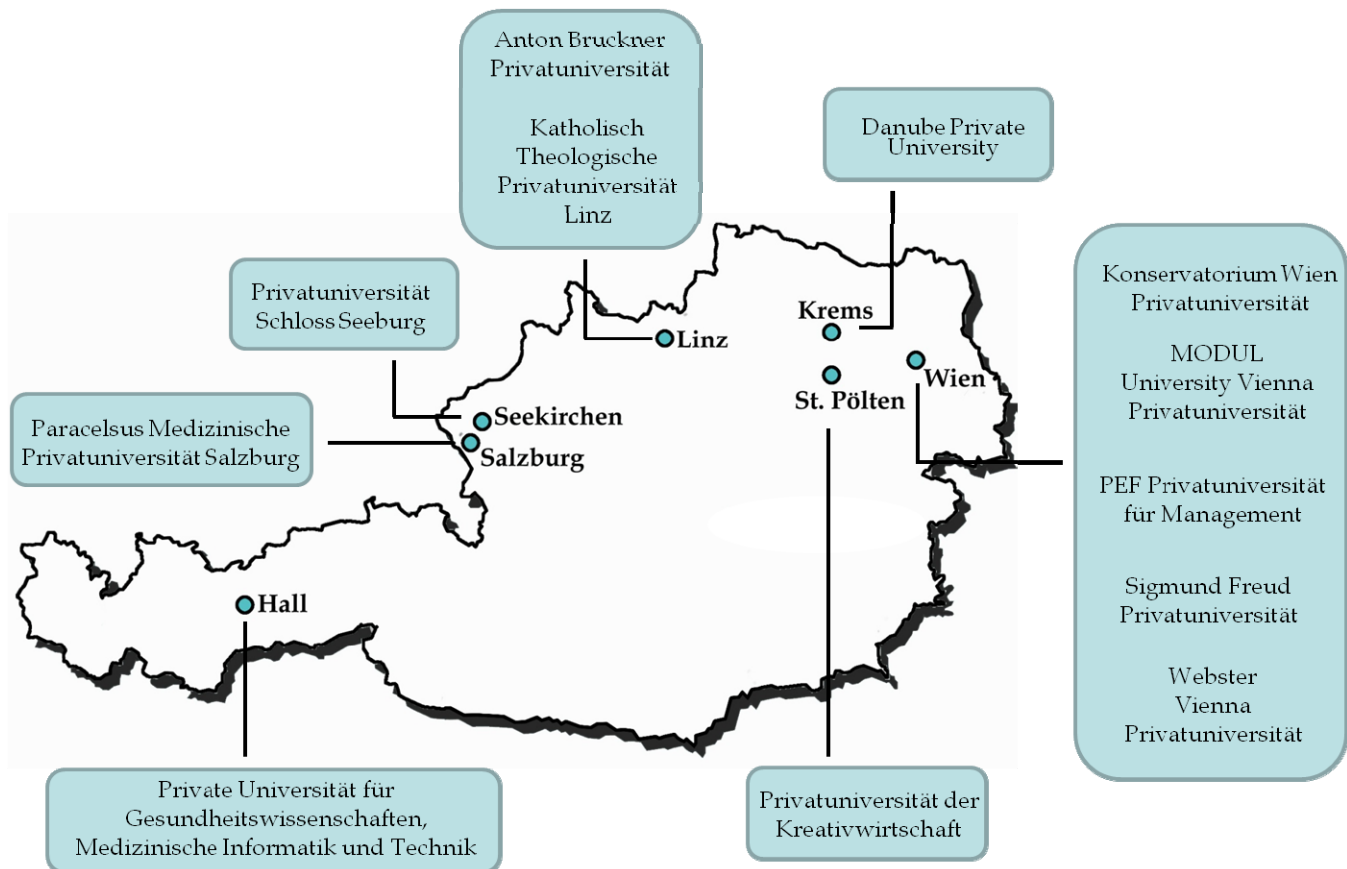 Anton Bruckner
Privatuniversität
Katholisch
Theologische
Privatuniversität
Linz
Danube Private
University
Privatuniversität
Schloss Seeburg
Konservatorium Wien
Privatuniversität
MODUL
University Vienna
Privatuniversität
PEF Privatuniversität
für Management
Sigmund Freud
Privatuniversität
Webster
Vienna
Privatuniversität
Krems
Linz
Wien
St. Pölten
Paracelsus Medizinische
Privatuniversität Salzburg
Seekirchen
Salzburg
Hall
Private Universität für
Gesundheitswissenschaften,
Medizinische Informatik und Technik
Privatuniversität der
Kreativwirtschaft